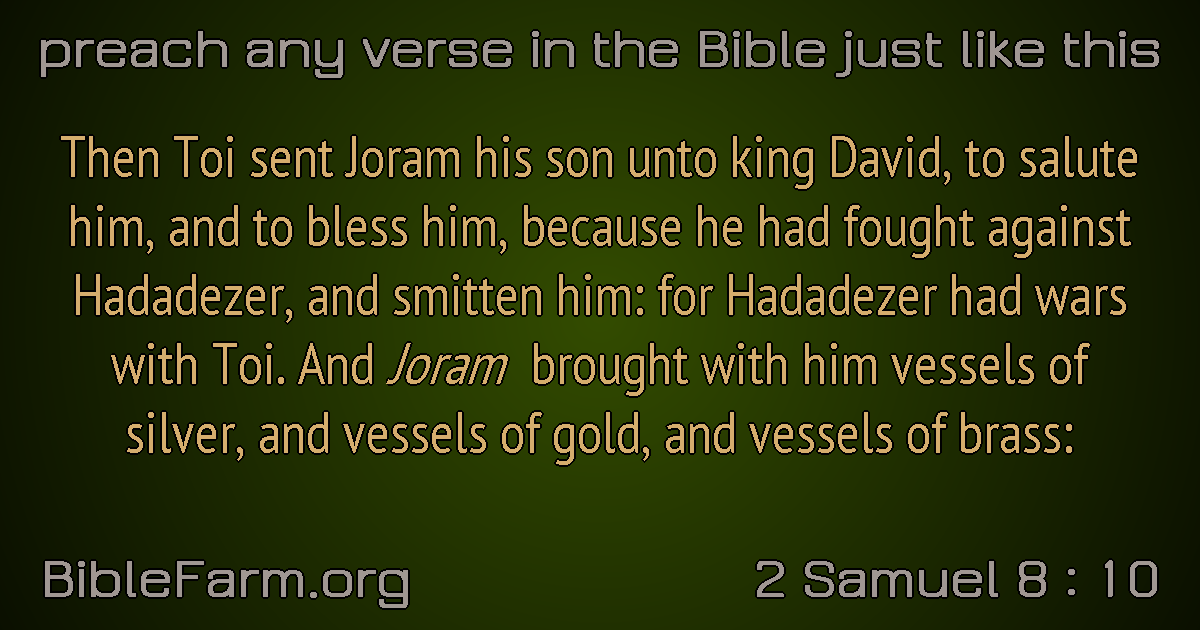 preach any verse in the Bible just like this
Then Toi sent Joram his son unto king David, to salute
him, and to bless him, because he had fought against
Hadadezer, and smitten him: for Hadadezer had wars
with Toi. And Joram brought with him vessels of
silver, and vessels of gold, and vessels of brass:
BibleFarm.org
2 Samuel 8 : 10